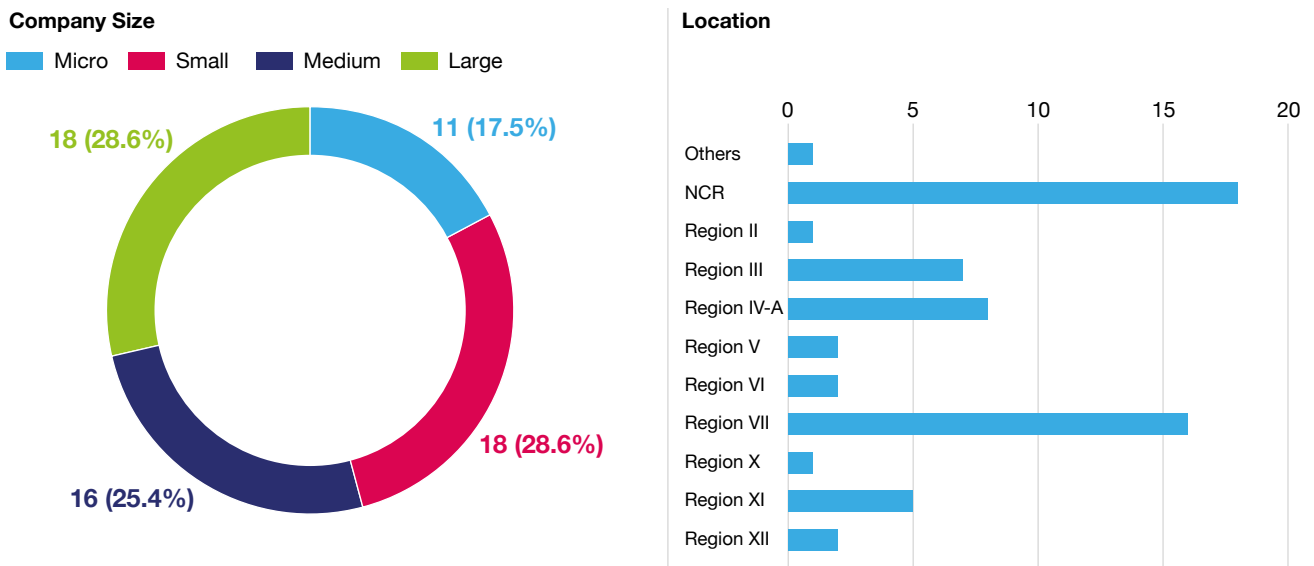 Company Size
Micro Small Medium Large
18 (28.6%)
11 (17.5%)
18 (28.6%)
16 (25.4%)
Location
0 5 10 15 20
Others
NCR
Region II
Region III
Region IV-A
Region V
Region VI
Region VII
Region X
Region XI
Region XII